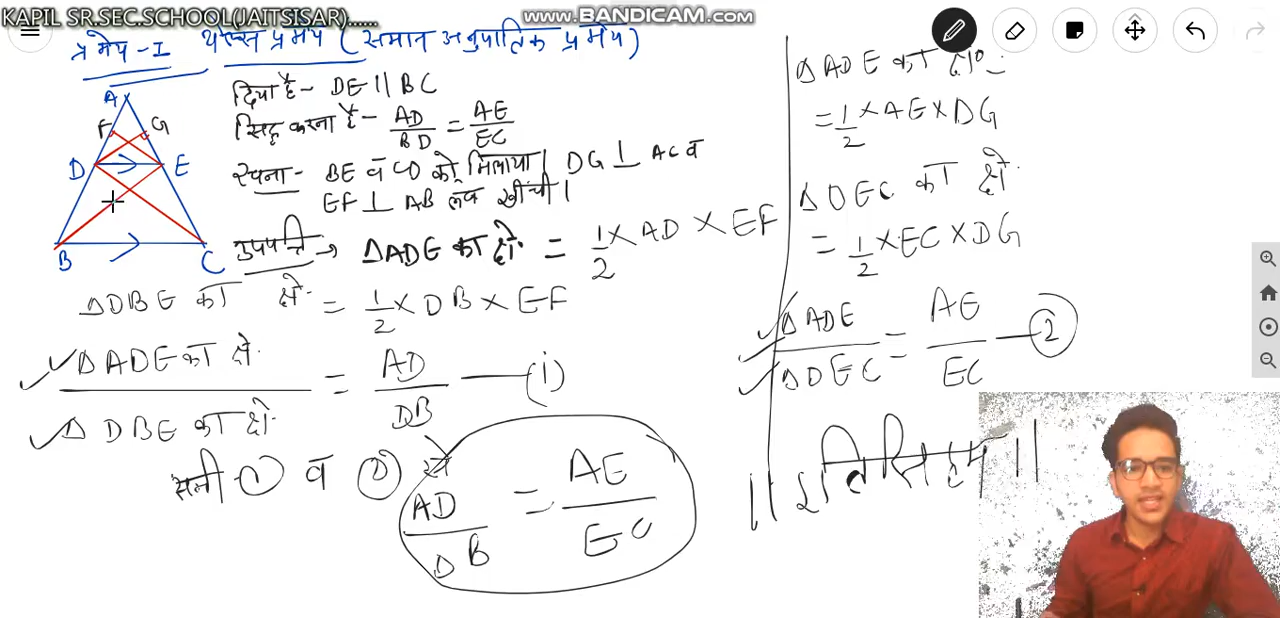 KAPIL SR.SEC.SCHOOL(JAITSISAR)......
WWW.BANDICAM.COM
प्रमेय-I थेल्स प्रमेय (समान अनुपातिक प्रमेय)
A
F G
D E
B C
दिया है- DE || BC
सिद्ध करना है- AD/BD = AE/EC
रचना- BE व CD को मिलाया। DG ⊥ AC व
EF ⊥ AB लंब खींची।
उपपत्ति → ΔADE का क्षे. = 1/2 × AD × EF
ΔDBE का क्षे. = 1/2 × DB × EF
ΔADE का क्षे. / ΔDBE का क्षे. = AD/DB —(i)
① व ② से
AD/DB = AE/EC
ΔADE का क्षे.
= 1/2 × AE × DG
ΔDEC का क्षे.
= 1/2 × EC × DG
ΔADE/ΔDEC = AE/EC —②
|| इति सिद्धम ||